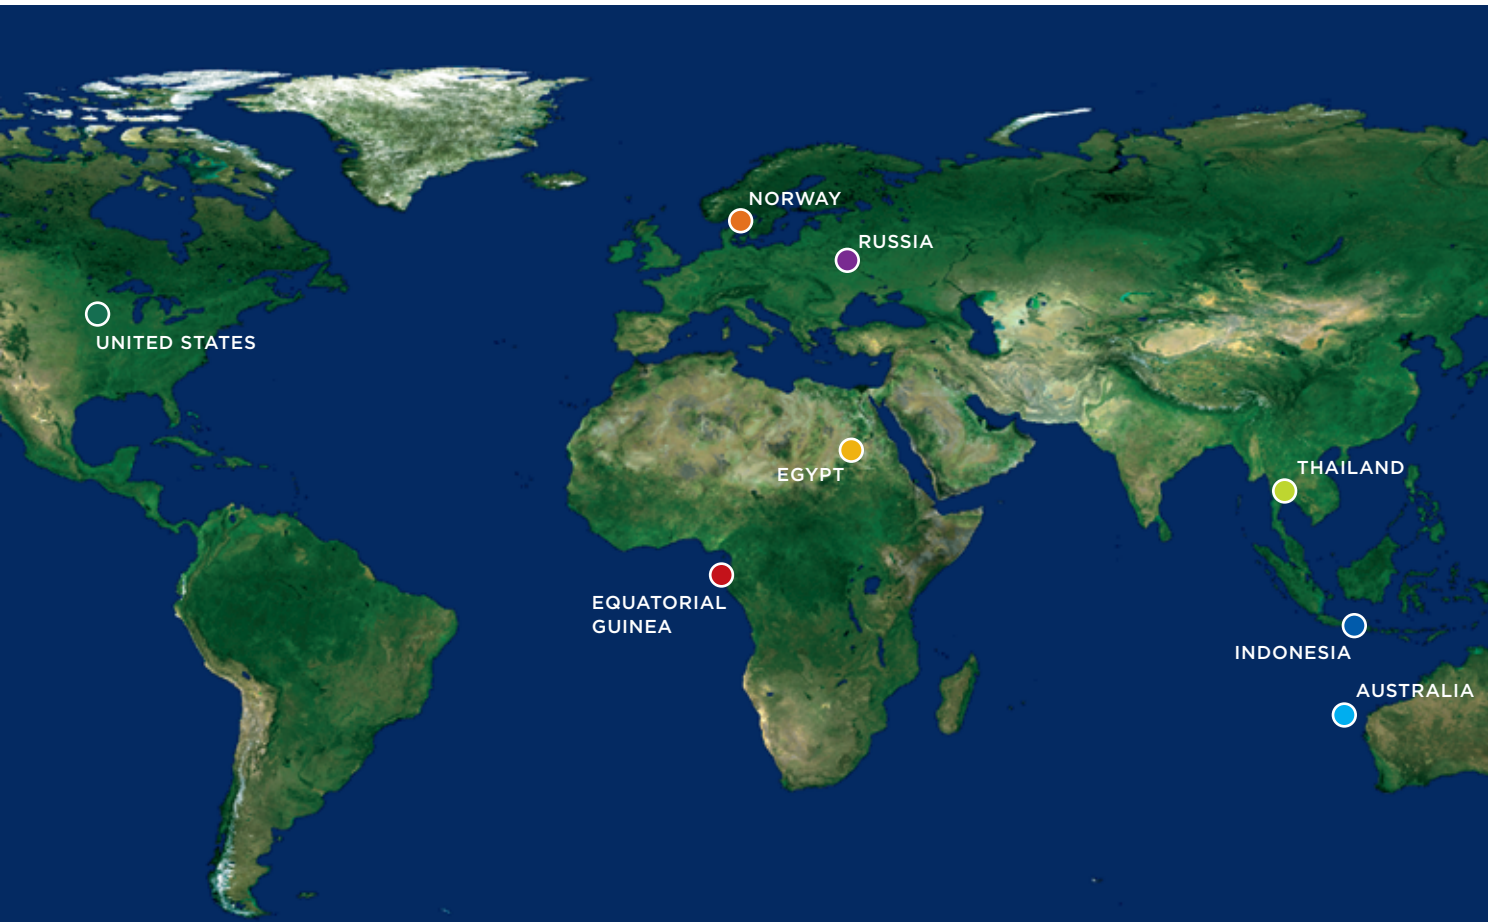 NORWAY
RUSSIA
UNITED STATES
EGYPT
THAILAND
EQUATORIAL
GUINEA
INDONESIA
AUSTRALIA